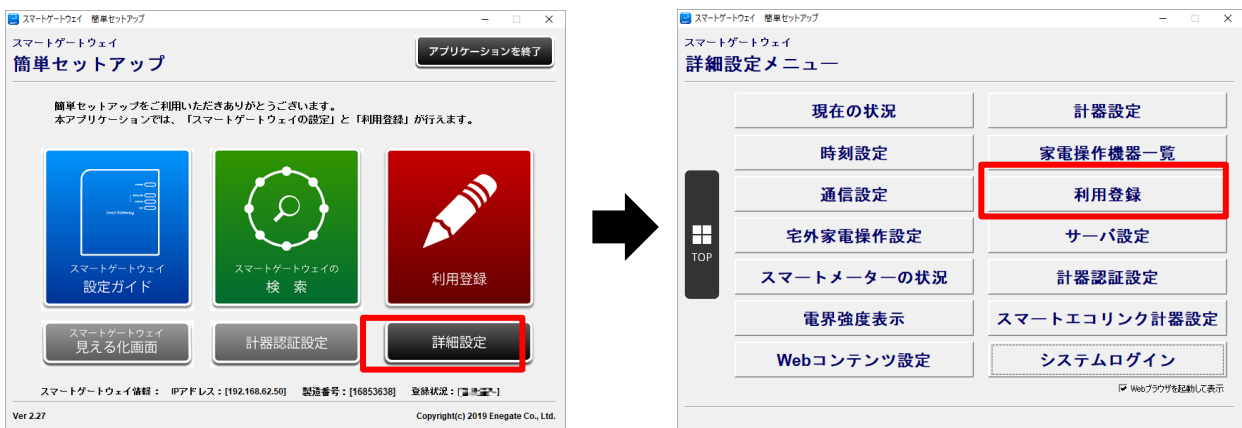 スマートゲートウェイ 簡単セットアップ
スマートゲートウェイ
簡単セットアップ
アプリケーションを終了
簡単セットアップをご利用いただきありがとうございます。
本アプリケーションでは、「スマートゲートウェイの設定」と「利用登録」が行えます。
スマートゲートウェイ
設定ガイド
スマートゲートウェイの
検 索
利用登録
スマートゲートウェイ
見える化画面
計器認証設定
詳細設定
スマートゲートウェイ情報： IPアドレス：[192.168.62.50] 製造番号：[16853638] 登録状況：[
Ver 2.27
Copyright(c) 2019 Enegate Co., Ltd.
スマートゲートウェイ 簡単セットアップ
スマートゲートウェイ
詳細設定メニュー
TOP
現在の状況
計器設定
時刻設定
家電操作機器一覧
通信設定
利用登録
宅外家電操作設定
サーバ設定
スマートメーターの状況
計器認証設定
電界強度表示
スマートエコリンク計器設定
Webコンテンツ設定
システムログイン
Webブラウザを起動して表示